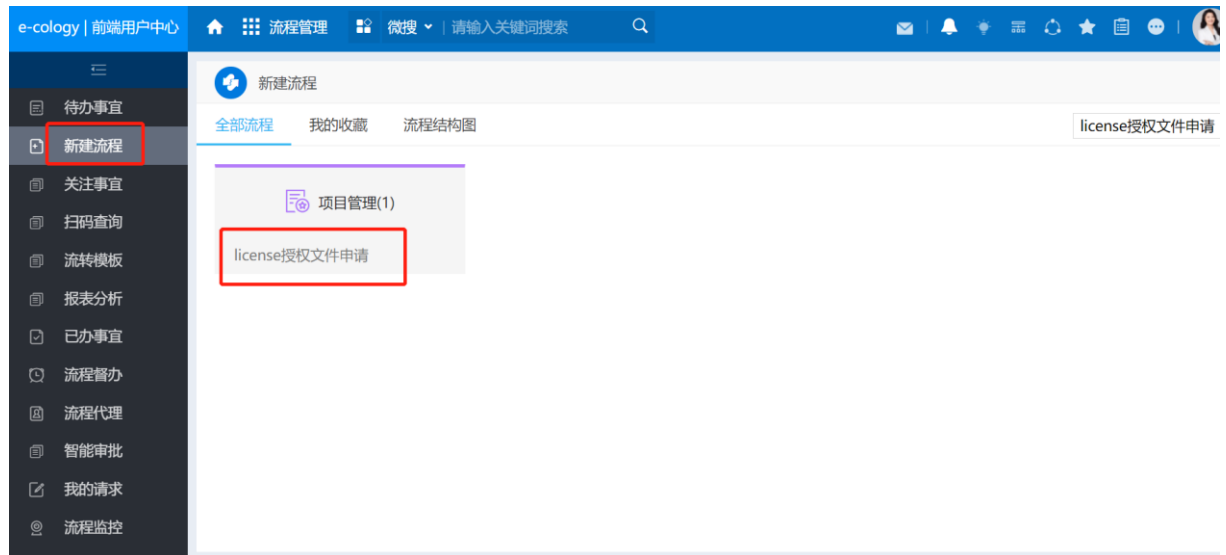 e-cology | 前端用户中心 流程管理 微搜 请输入关键词搜索
新建流程
待办事宜
全部流程 我的收藏 流程结构图 license授权文件申请
新建流程
关注事宜
项目管理(1)
扫码查询
license授权文件申请
流转模板
报表分析
已办事宜
流程督办
流程代理
智能审批
我的请求
流程监控